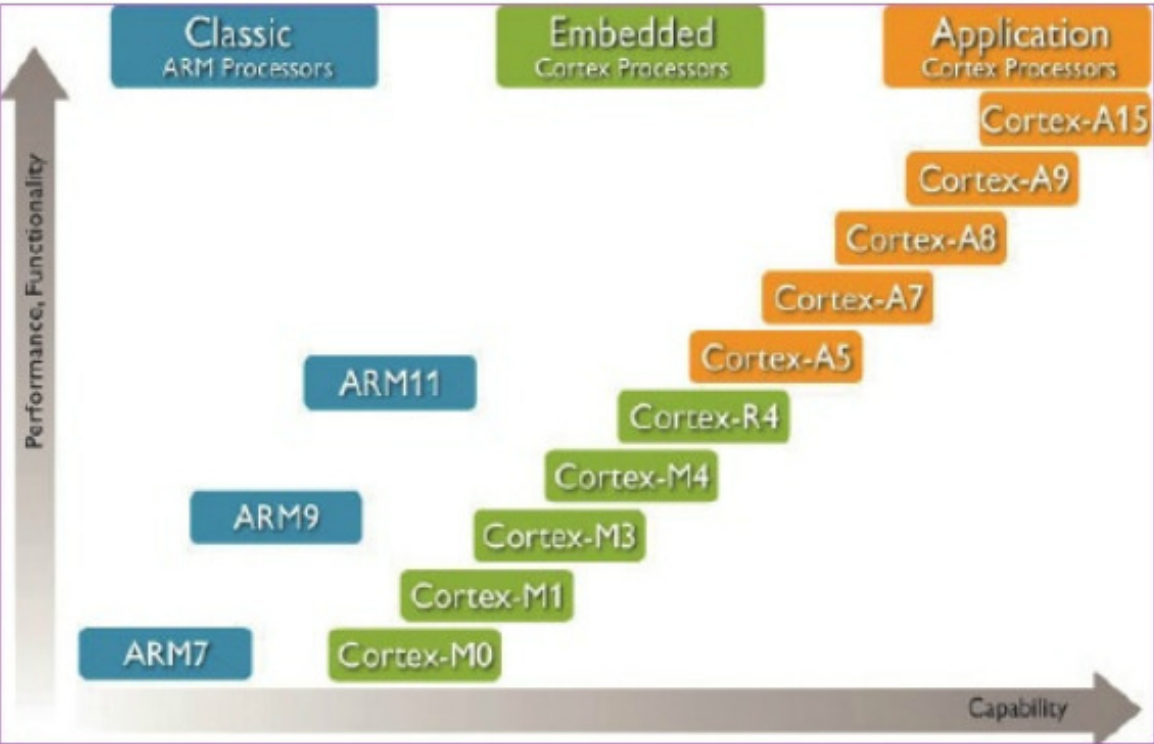 Classic
ARM Processors
Embedded
Cortex Processors
Application
Cortex Processors
Cortex-A15
Cortex-A9
Cortex-A8
Cortex-A7
Cortex-A5
ARM11
Cortex-R4
Cortex-M4
ARM9
Cortex-M3
Cortex-M1
ARM7
Cortex-M0
Performance, Functionality
Capability